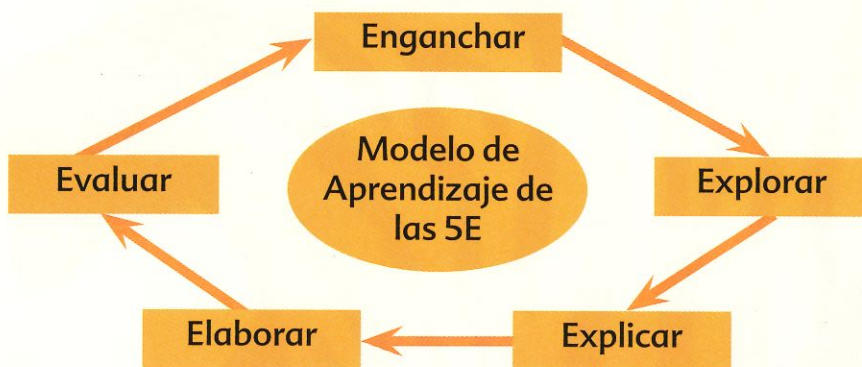 Enganchar
Explorar
Explicar
Elaborar
Evaluar
Modelo de
Aprendizaje de
las 5E